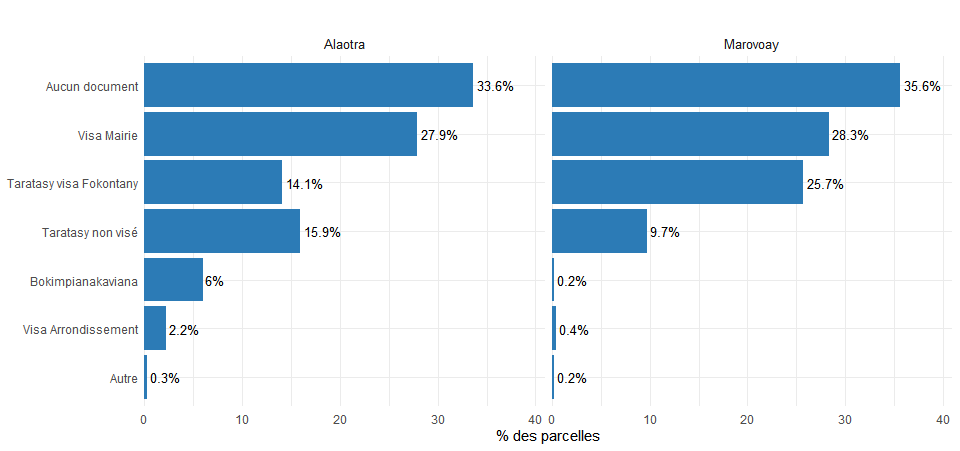 Alaotra Marovoay
Aucun document 33.6% 35.6%
Visa Mairie 27.9% 28.3%
Taratasy visa Fokontany 14.1% 25.7%
Taratasy non visé 15.9% 9.7%
Bokimpianakaviana 6% 0.2%
Visa Arrondissement 2.2% 0.4%
Autre 0.3% 0.2%
0 10 20 30 40 0 10 20 30 40
% des parcelles